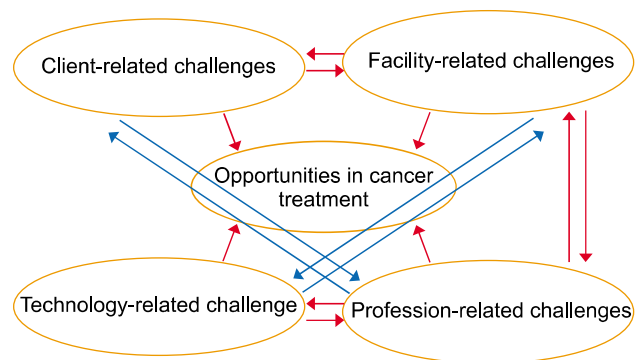 Client-related challenges
Facility-related challenges
Opportunities in cancer
treatment
Technology-related challenge
Profession-related challenges